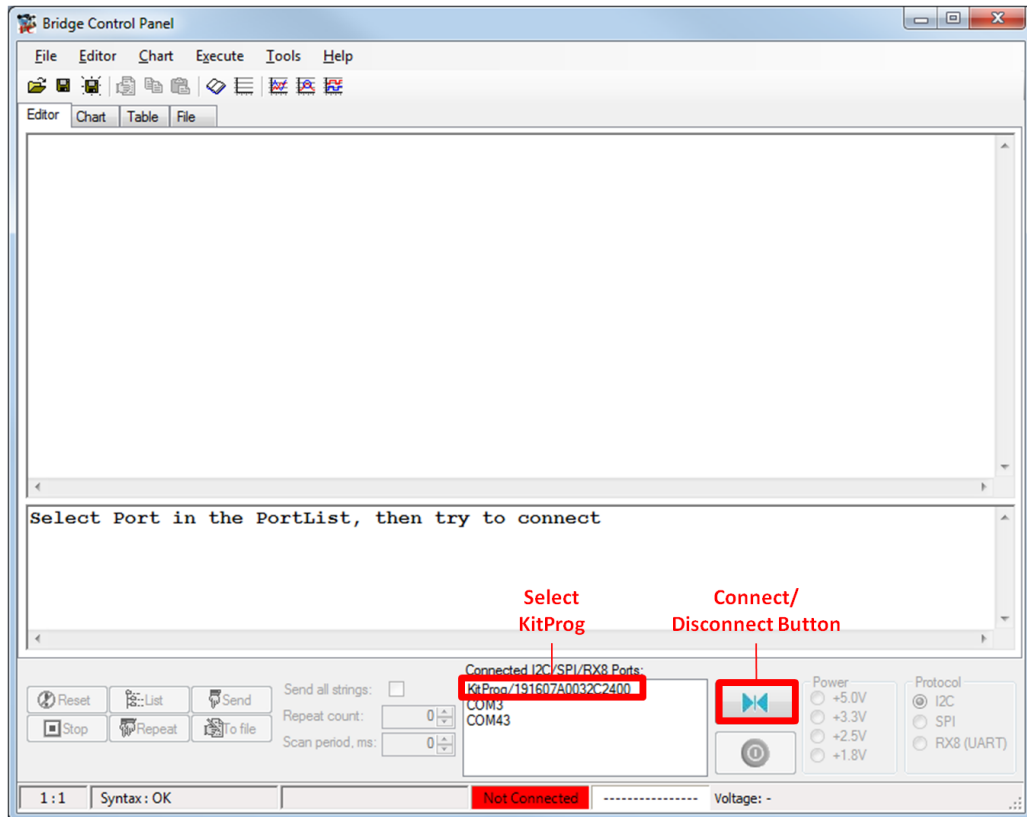 Bridge Control Panel
File Editor Chart Execute Tools Help
Editor Chart Table File
Select Port in the PortList, then try to connect
Select
KitProg
Connect/
Disconnect Button
Connected I2C/SPI/RX8 Ports:
KitProg/191607A0032C2400
COM3
COM43
Reset List Send
Stop Repeat To file
Send all strings:
Repeat count: 0
Scan period, ms: 0
Power
+5.0V
+3.3V
+2.5V
+1.8V
Protocol
I2C
SPI
RX8 (UART)
1:1 Syntax : OK Not Connected ---------------- Voltage: -